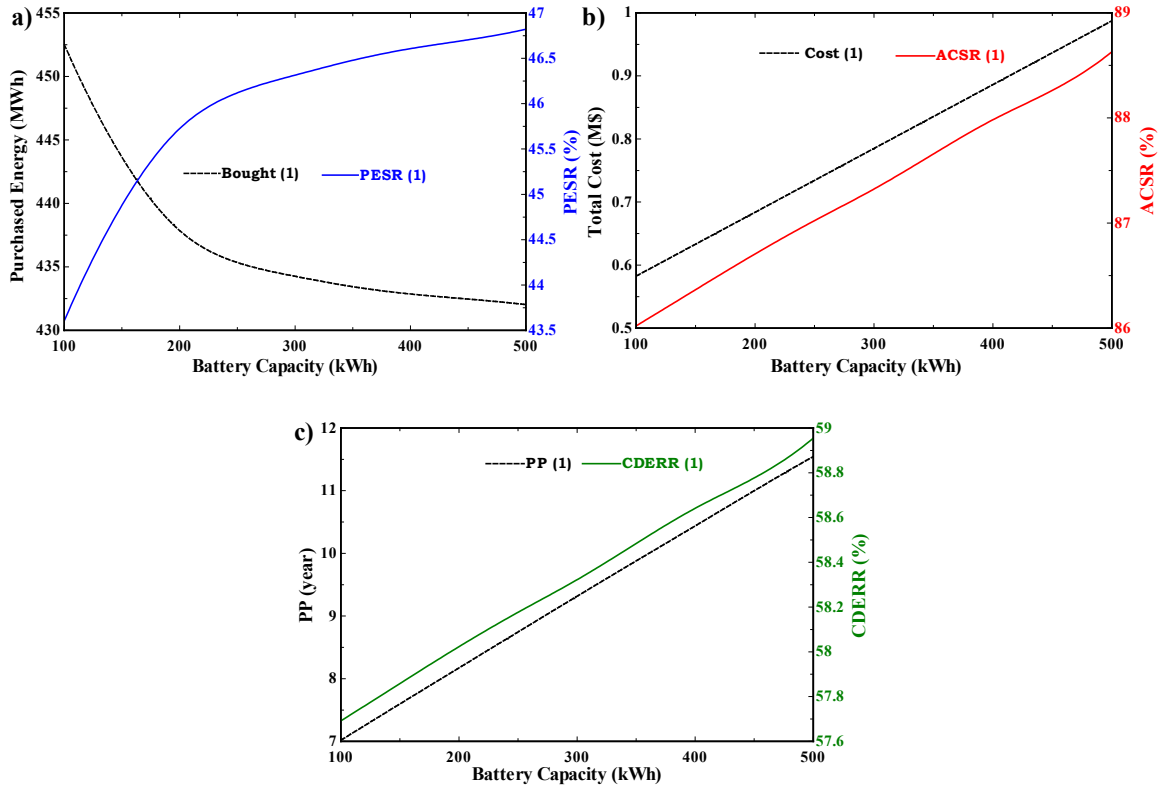 a)
455
450
445
440
435
430
Purchased Energy (MWh)
Bought (1)
PESR (1)
47
46.5
46
45.5
45
44.5
44
43.5
PESR (%)
100
200
300
400
500
Battery Capacity (kWh)
b)
1
0.9
0.8
0.7
0.6
0.5
Total Cost (M$)
Cost (1)
ACSR (1)
89
88
87
86
ACSR (%)
100
200
300
400
500
Battery Capacity (kWh)
c)
12
11
10
9
8
7
PP (year)
PP (1)
CDERR (1)
59
58.8
58.6
58.4
58.2
58
57.8
57.6
CDERR (%)
100
200
300
400
500
Battery Capacity (kWh)